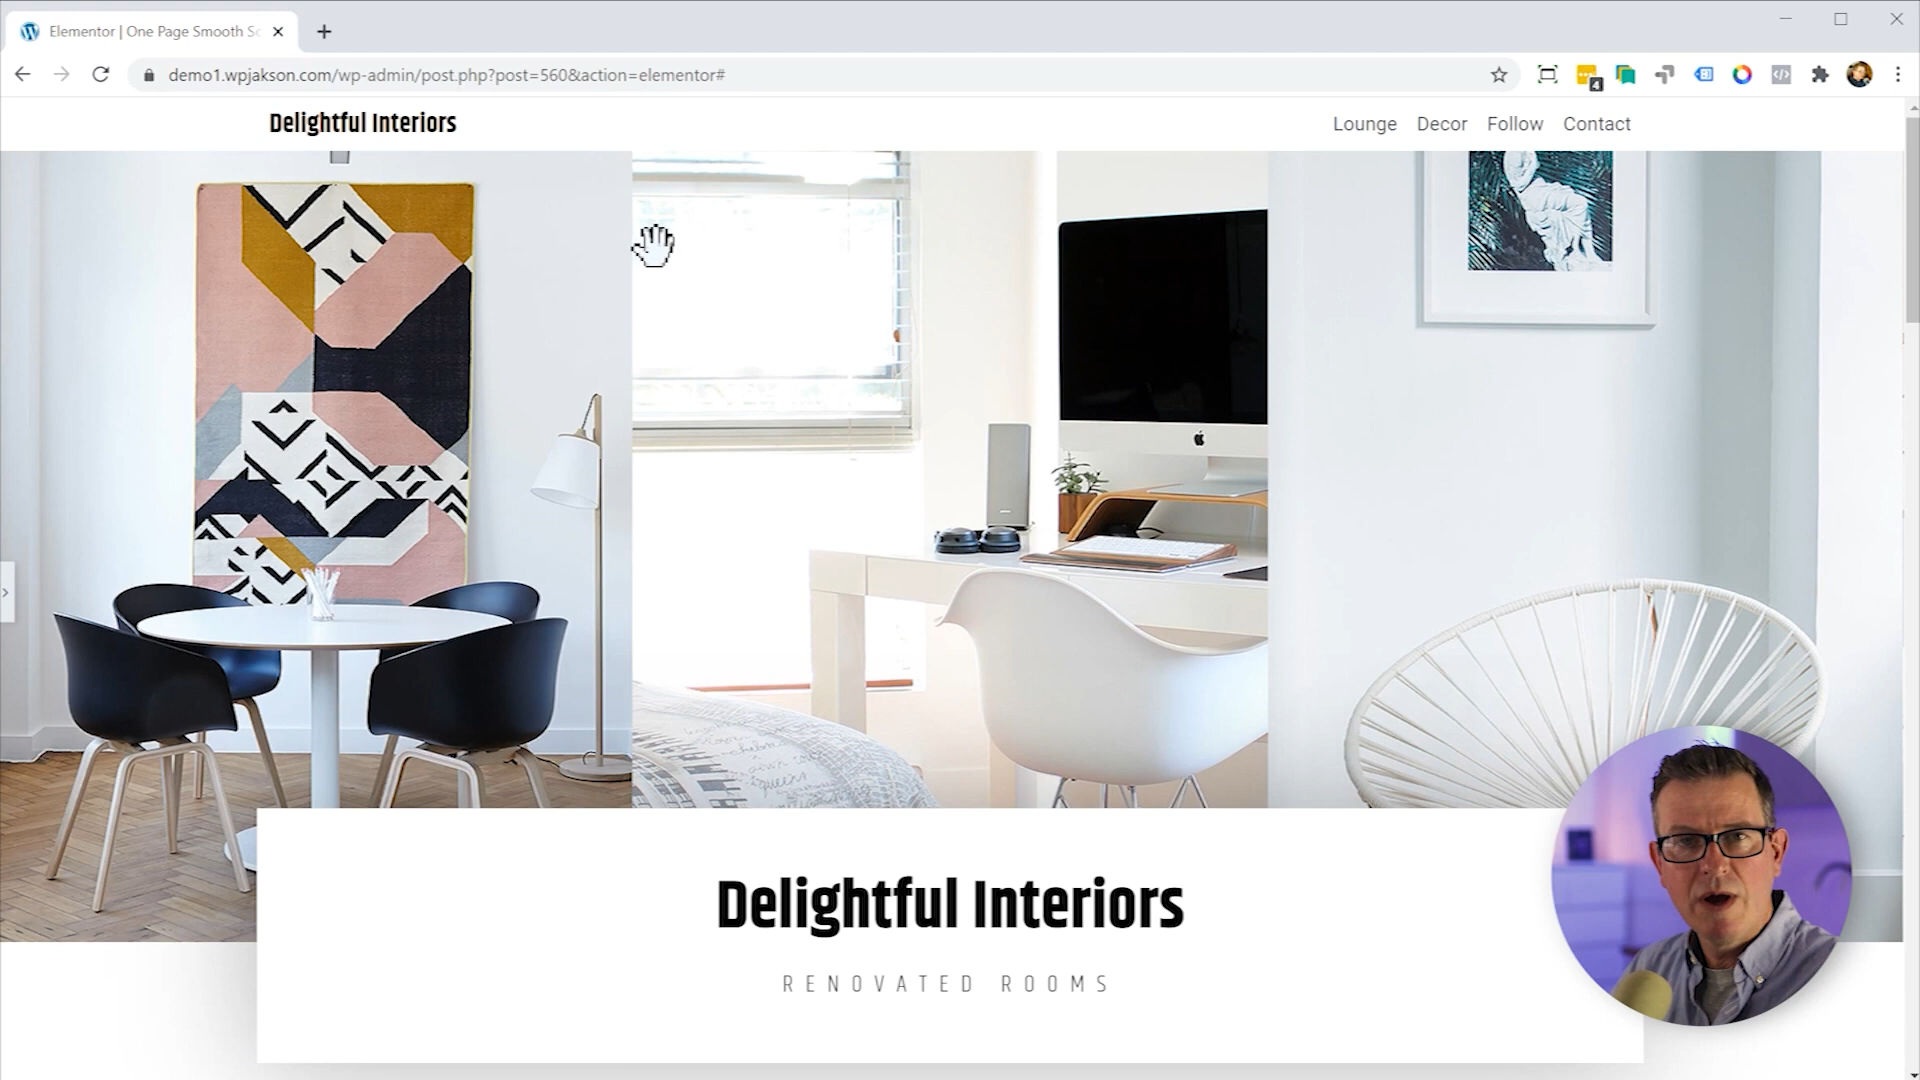 Elementor | One Page Smooth Sc
demo1.wpjakson.com/wp-admin/post.php?post=560&action=elementor#
4
Delightful Interiors
Lounge Decor Follow Contact
Delightful Interiors
RENOVATED ROOMS